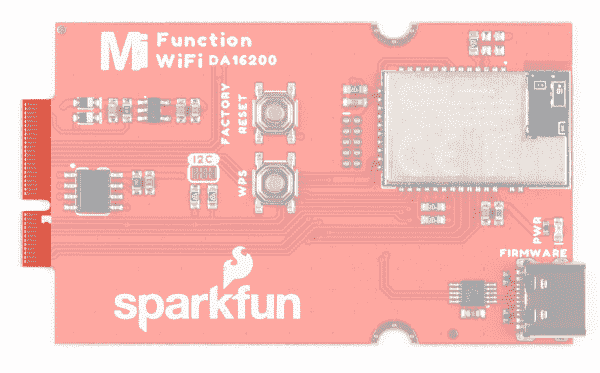 Mi Function
WiFi DA16200
FACTORY
RESET
I2C
WPS
PWR
FIRMWARE
sparkfun